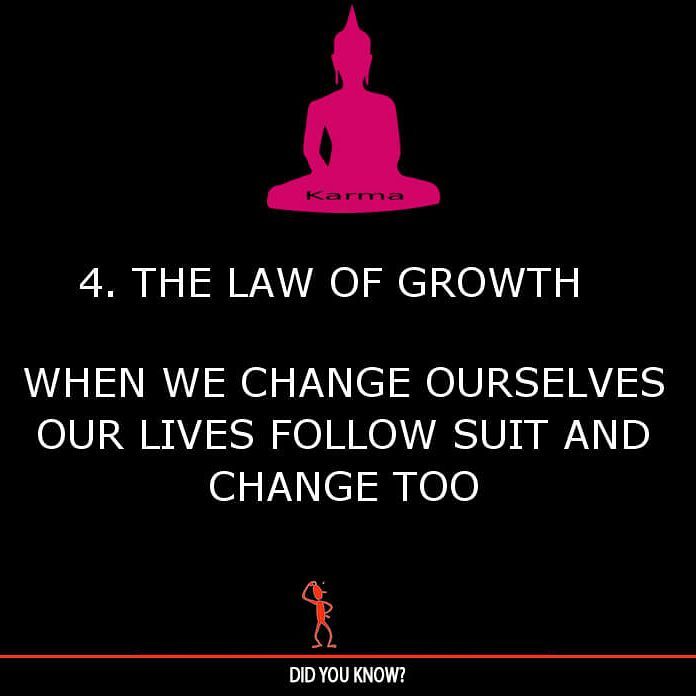 Karma
4. THE LAW OF GROWTH
WHEN WE CHANGE OURSELVES
OUR LIVES FOLLOW SUIT AND
CHANGE TOO
DID YOU KNOW?